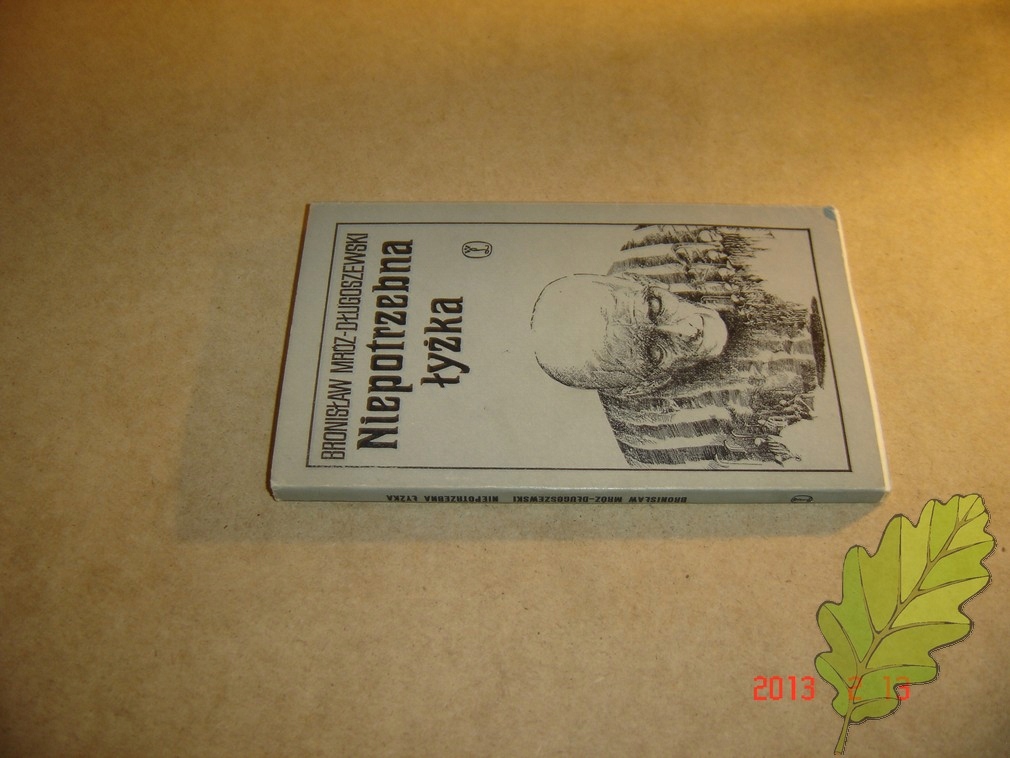 BRONISŁAW MRÓZ-DŁUGOSZEWSKI
Niepotrzebna
łyżka
BRONISŁAW MRÓZ-DŁUGOSZEWSKI NIEPOTRZEBNA ŁYŻKA
2013 2 13